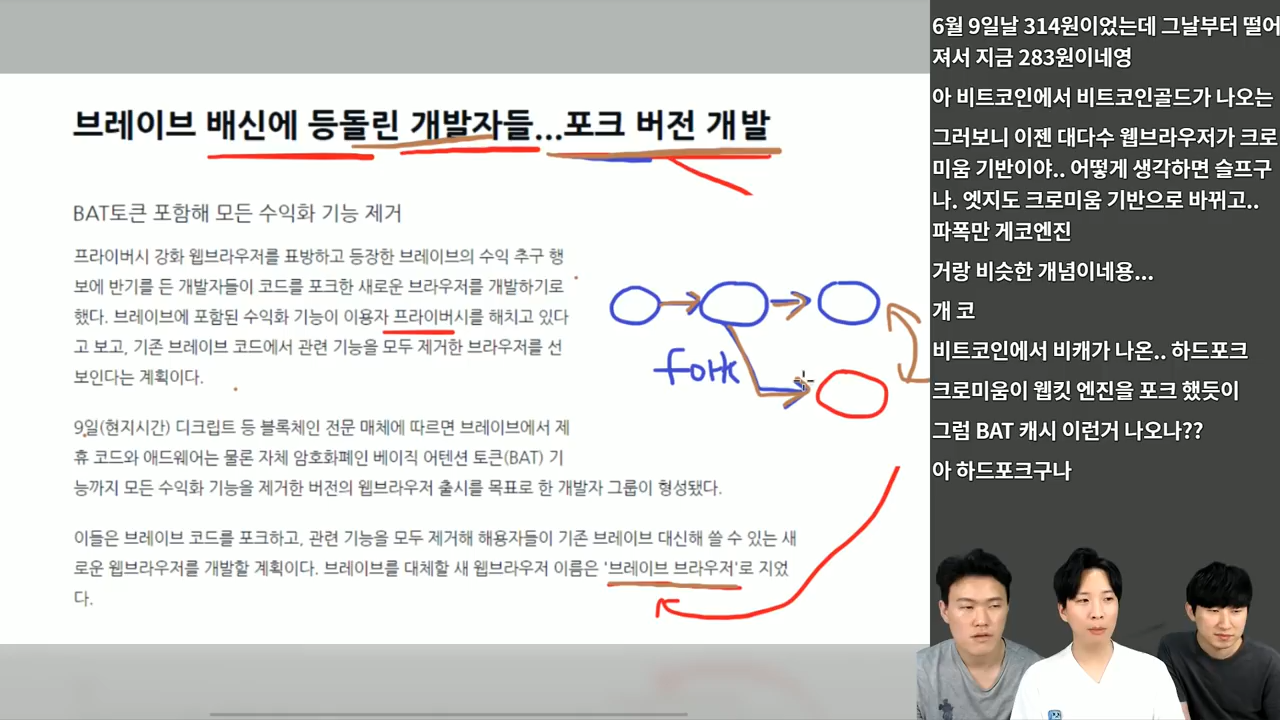 브레이브 배신에 등돌린 개발자들...포크 버전 개발
BAT토큰 포함해 모든 수익화 기능 제거
프라이버시 강화 웹브라우저를 표방하고 등장한 브레이브의 수익 추구 행
보에 반기를 든 개발자들이 코드를 포크한 새로운 브라우저를 개발하기로
했다. 브레이브에 포함된 수익화 기능이 이용자 프라이버시를 해치고 있다
고 보고, 기존 브레이브 코드에서 관련 기능을 모두 제거한 브라우저를 선
보인다는 계획이다.
9일(현지시간) 디크립트 등 블록체인 전문 매체에 따르면 브레이브에서 제
휴 코드와 애드웨어는 물론 자체 암호화폐인 베이직 어텐션 토큰(BAT) 기
능까지 모든 수익화 기능을 제거한 버전의 웹브라우저 출시를 목표로 한 개발자 그룹이 형성됐다.
이들은 브레이브 코드를 포크하고, 관련 기능을 모두 제거해 해용자들이 기존 브레이브 대신해 쓸 수 있는 새
로운 웹브라우저를 개발할 계획이다. 브레이브를 대체할 새 웹브라우저 이름은 '브레이브 브라우저'로 지었
다.
fork
6월 9일날 314원이었는데 그날부터 떨어
져서 지금 283원이네영
아 비트코인에서 비트코인골드가 나오는
그러보니 이젠 대다수 웹브라우저가 크로
미움 기반이야.. 어떻게 생각하면 슬프구
나. 엣지도 크로미움 기반으로 바뀌고..
파폭만 게코엔진
거랑 비슷한 개념이네용...
개 코
비트코인에서 비캐가 나온.. 하드포크
크로미움이 웹킷 엔진을 포크 했듯이
그럼 BAT 캐시 이런거 나오나??
아 하드포크구나